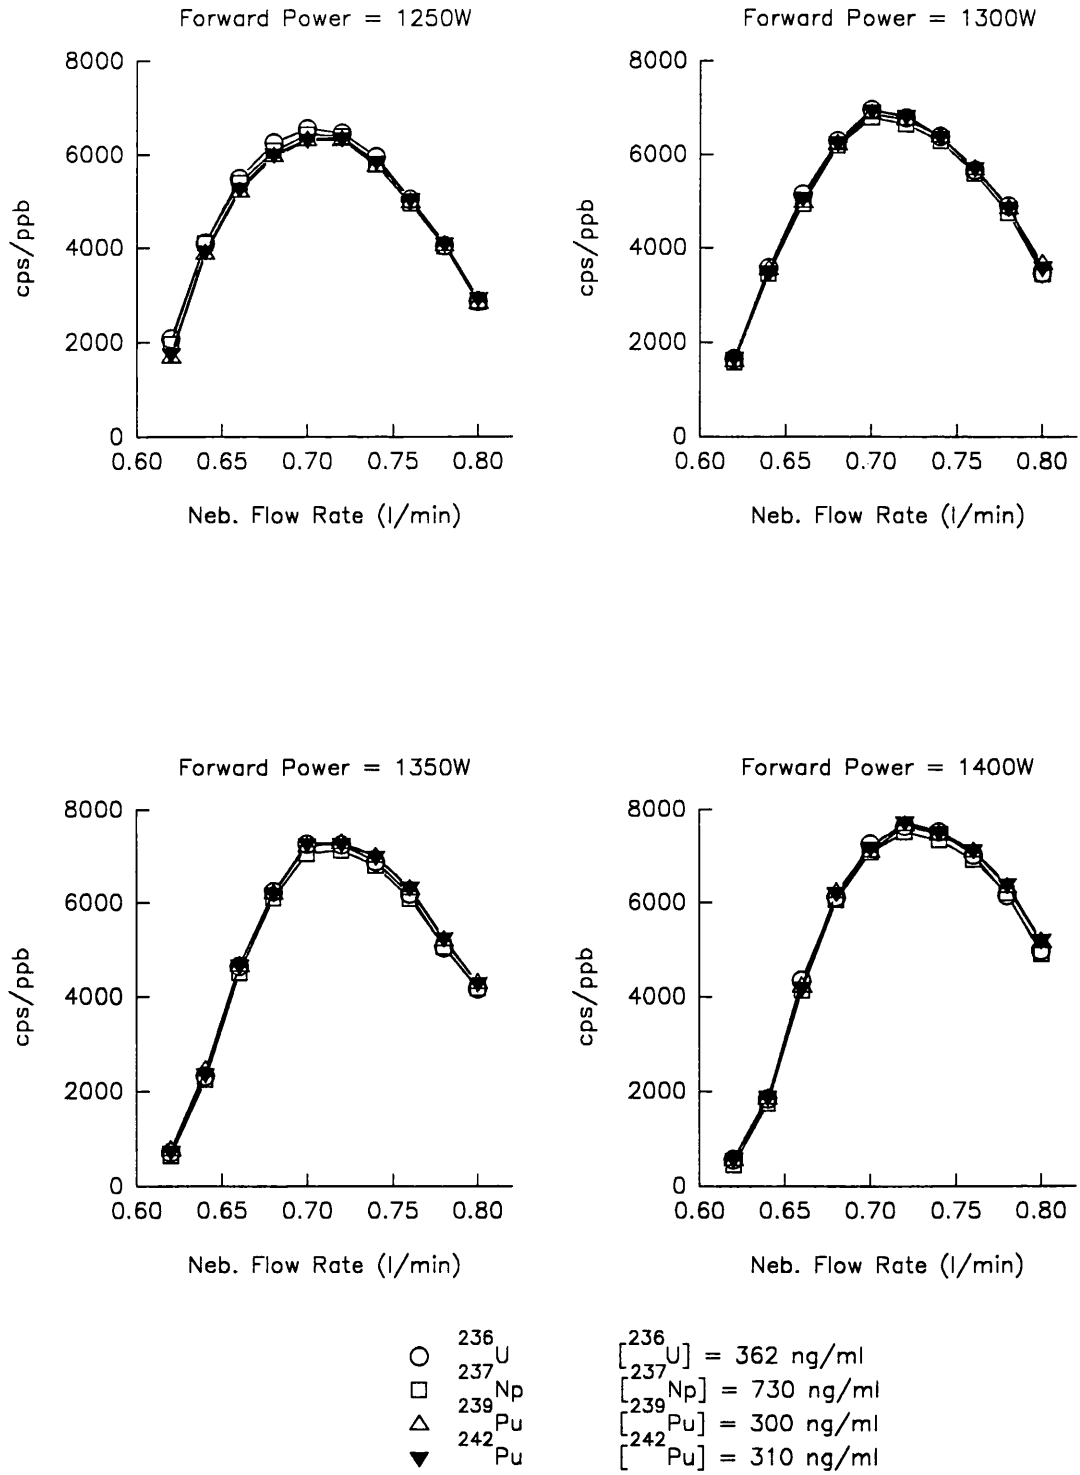 Forward Power = 1250W
8000
6000
4000
2000
0
cps/ppb
0.60 0.65 0.70 0.75 0.80
Neb. Flow Rate (l/min)
Forward Power = 1300W
8000
6000
4000
2000
0
cps/ppb
0.60 0.65 0.70 0.75 0.80
Neb. Flow Rate (l/min)
Forward Power = 1350W
8000
6000
4000
2000
0
cps/ppb
0.60 0.65 0.70 0.75 0.80
Neb. Flow Rate (l/min)
Forward Power = 1400W
8000
6000
4000
2000
0
cps/ppb
0.60 0.65 0.70 0.75 0.80
Neb. Flow Rate (l/min)
236U [236U] = 362 ng/ml
237Np [237Np] = 730 ng/ml
239Pu [239Pu] = 300 ng/ml
242Pu [242Pu] = 310 ng/ml